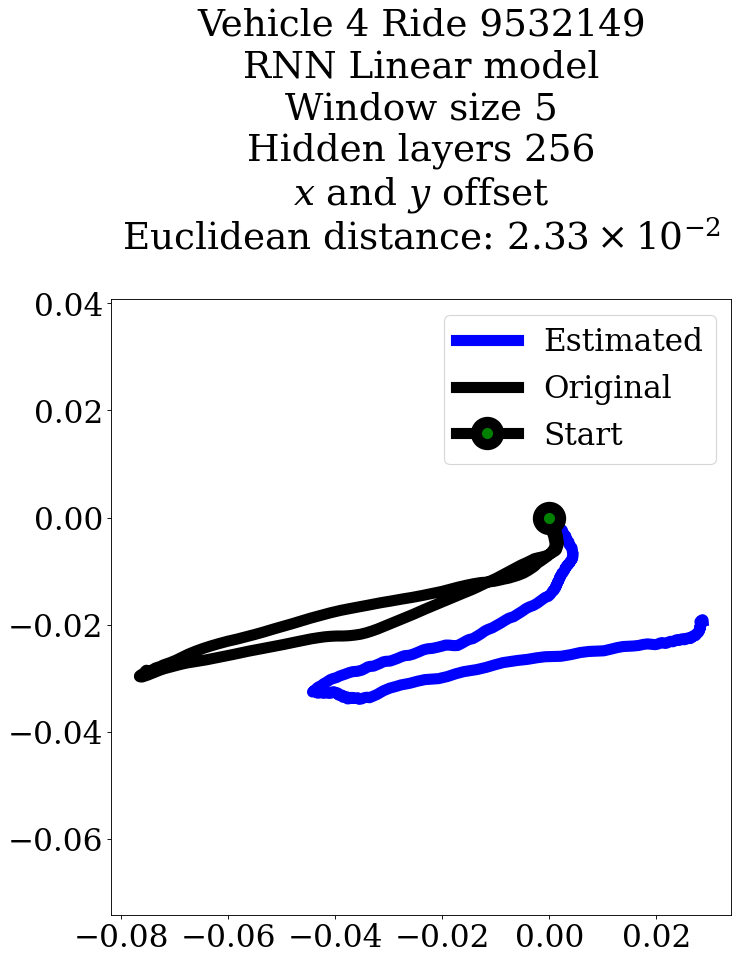 Vehicle 4 Ride 9532149
RNN Linear model
Window size 5
Hidden layers 256
x and y offset
Euclidean distance: 2.33 × 10⁻²
Estimated
Original
Start
0.04
0.02
0.00
−0.02
−0.04
−0.06
−0.08 −0.06 −0.04 −0.02 0.00 0.02